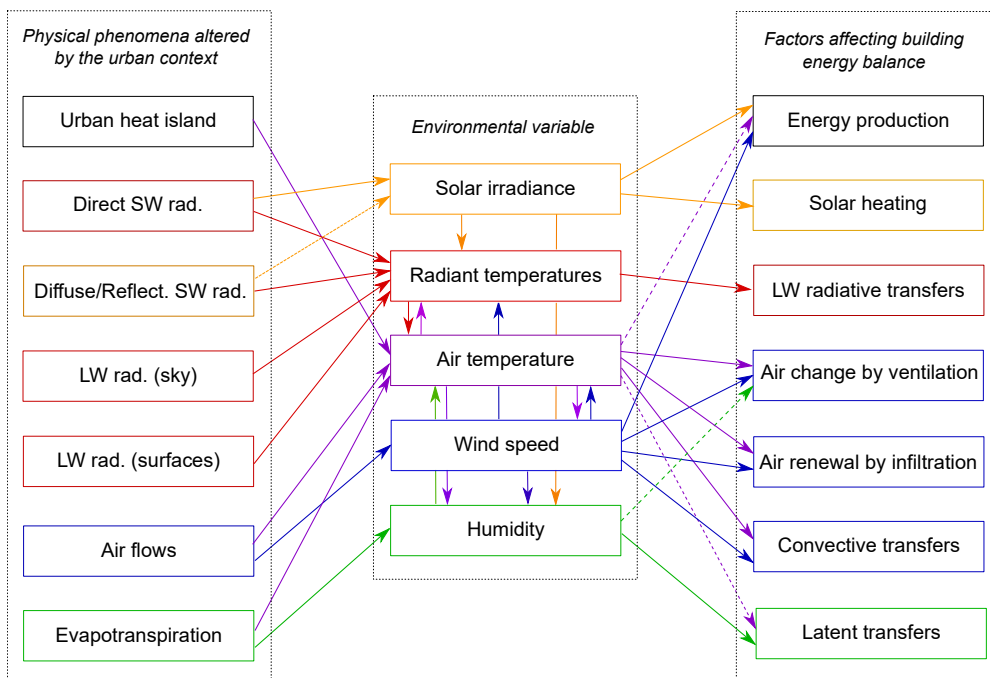 Physical phenomena altered
by the urban context
Urban heat island
Direct SW rad.
Diffuse/Reflect. SW rad.
LW rad. (sky)
LW rad. (surfaces)
Air flows
Evapotranspiration
Environmental variable
Solar irradiance
Radiant temperatures
Air temperature
Wind speed
Humidity
Factors affecting building
energy balance
Energy production
Solar heating
LW radiative transfers
Air change by ventilation
Air renewal by infiltration
Convective transfers
Latent transfers